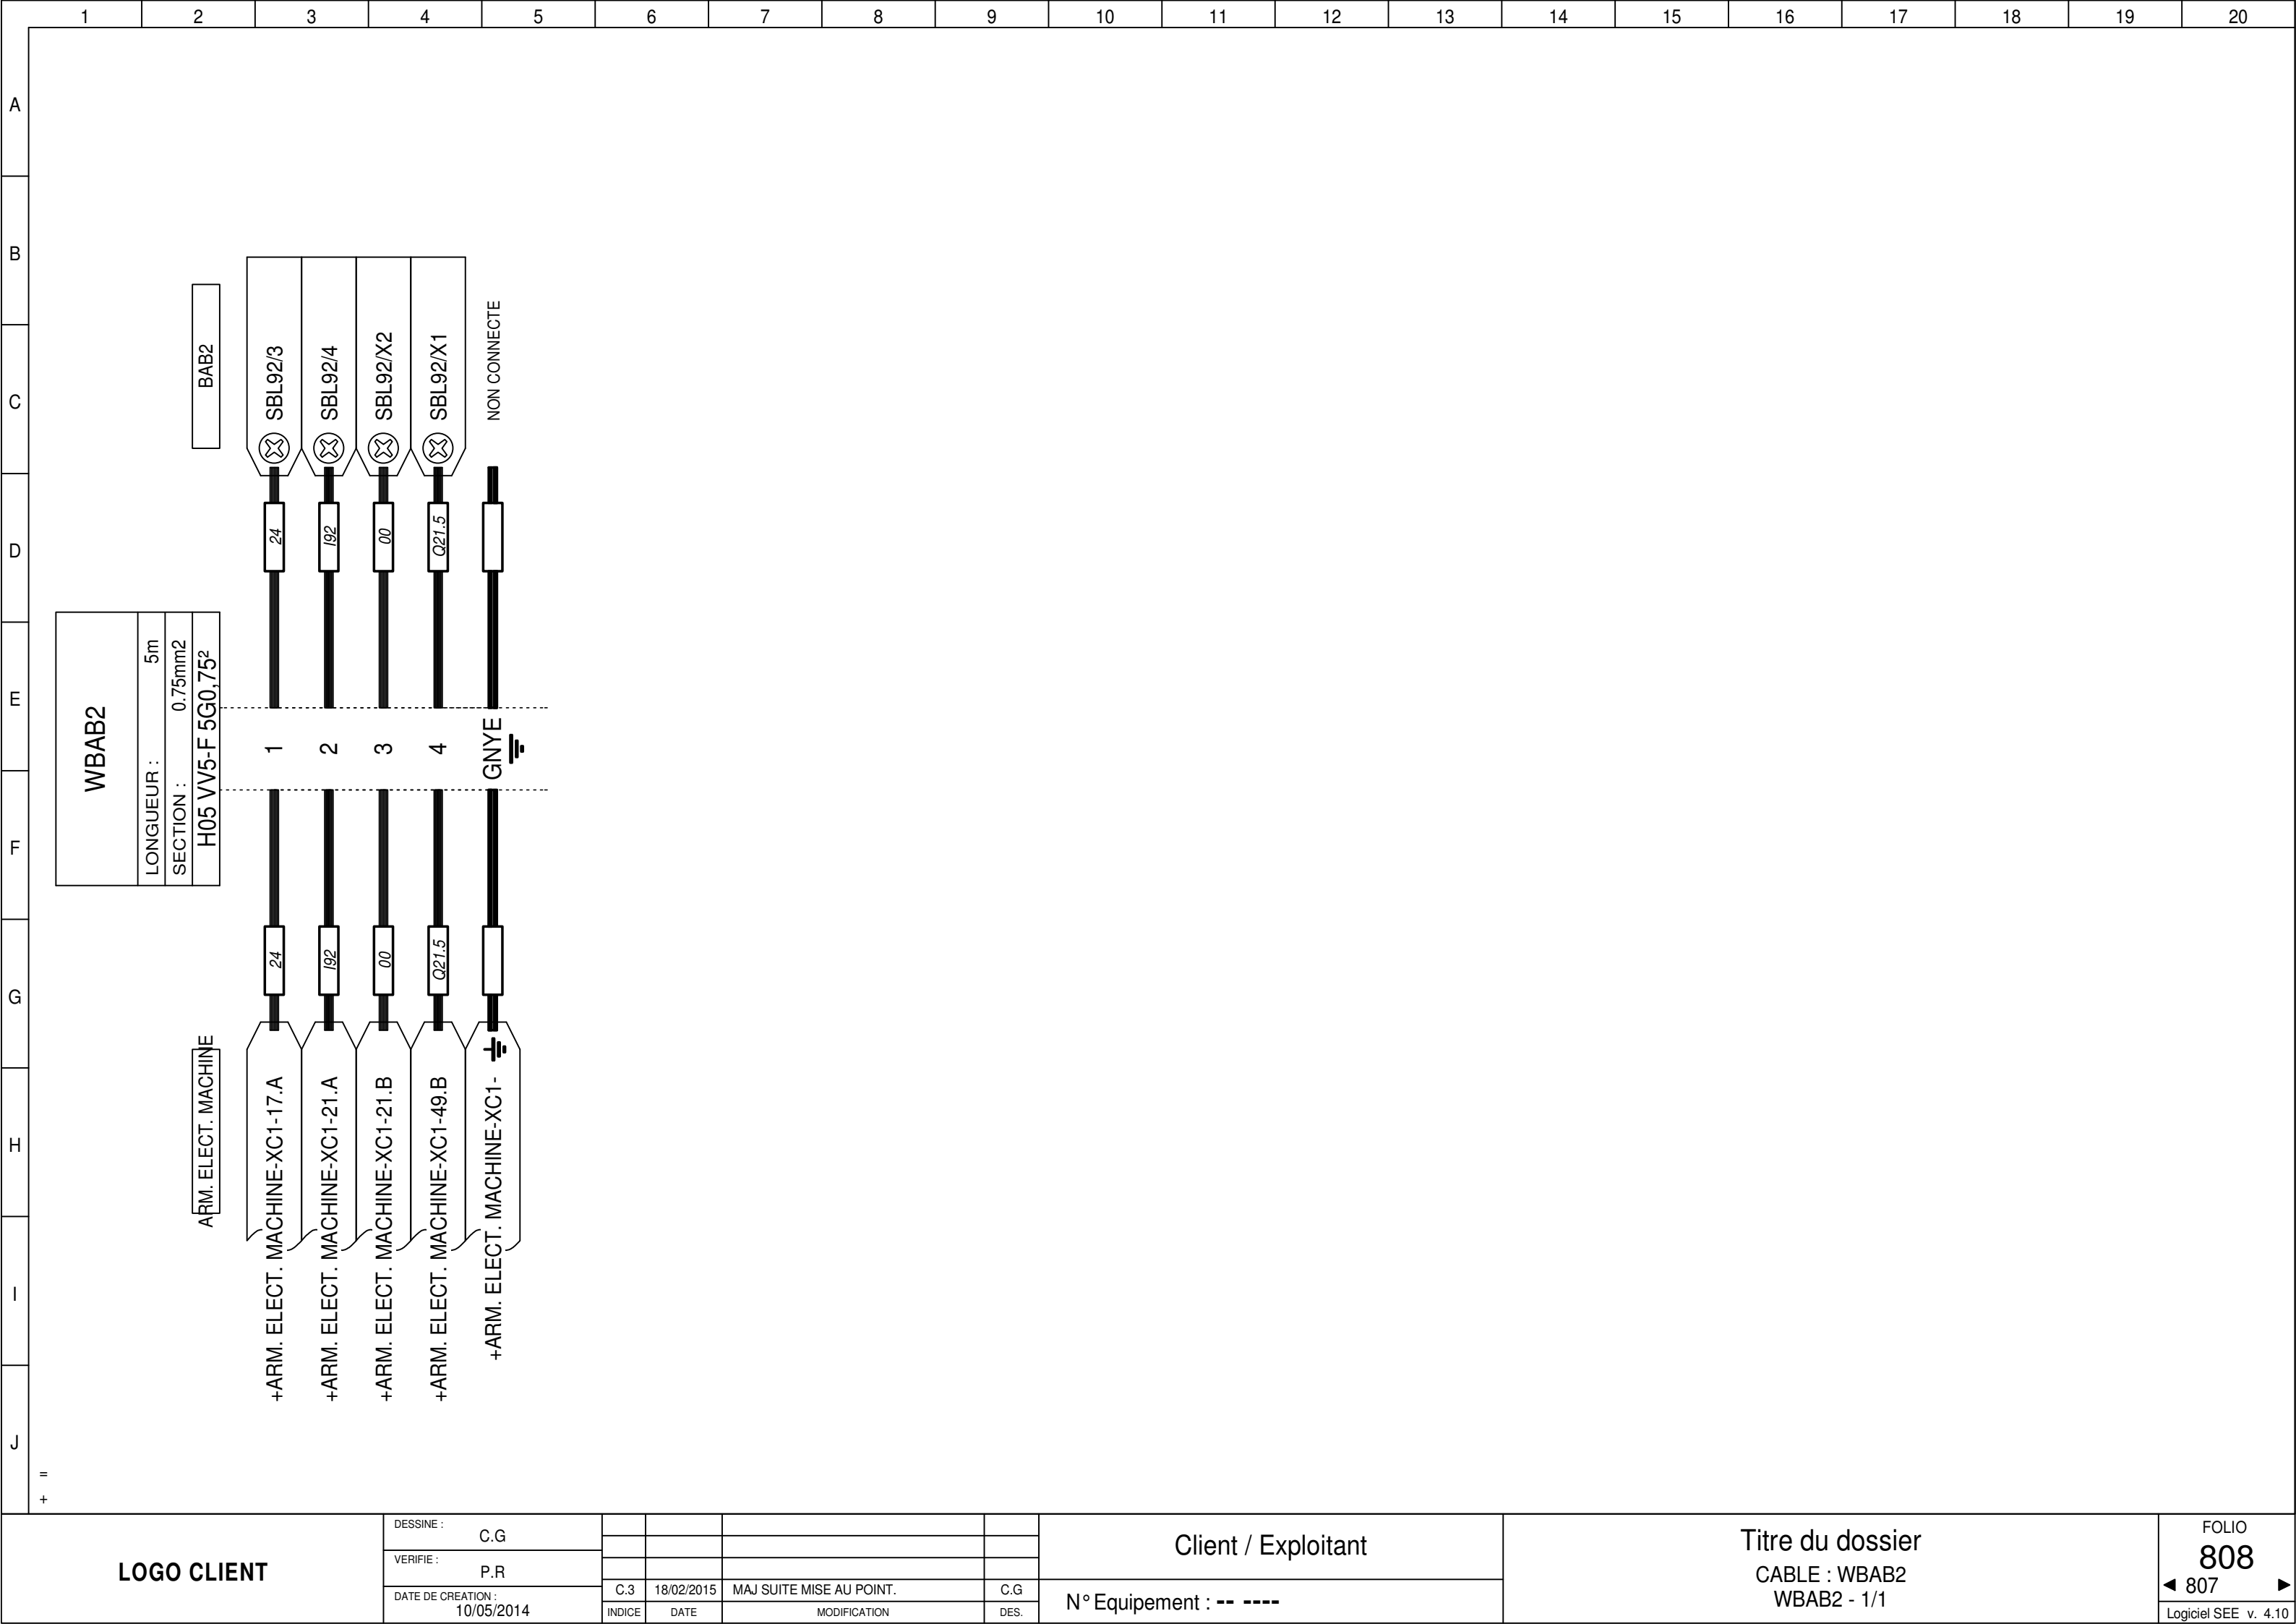 1 2 3 4 5 6 7 8 9 10 11 12 13 14 15 16 17 18 19 20
A
B
C
D
E
F
G
H
I
J
WBAB2
LONGUEUR : 5m
SECTION : 0.75mm2
H05 VV5-F 5G0,75²
BAB2
SBL92/3
SBL92/4
SBL92/X2
SBL92/X1
NON CONNECTE
24
I92
00
Q21.5
1
2
3
4
GNYE
24
I92
00
Q21.5
ARM. ELECT. MACHINE
+ARM. ELECT. MACHINE-XC1-17.A
+ARM. ELECT. MACHINE-XC1-21.A
+ARM. ELECT. MACHINE-XC1-21.B
+ARM. ELECT. MACHINE-XC1-49.B
+ARM. ELECT. MACHINE-XC1-
=
+
LOGO CLIENT
DESSINE :
C.G
VERIFIE :
P.R
DATE DE CREATION :
10/05/2014
C.3 18/02/2015 MAJ SUITE MISE AU POINT. C.G
INDICE DATE MODIFICATION DES.
Client / Exploitant
N° Equipement : -- ----
Titre du dossier
CABLE : WBAB2
WBAB2 - 1/1
FOLIO
808
◄ 807 ►
Logiciel SEE v. 4.10